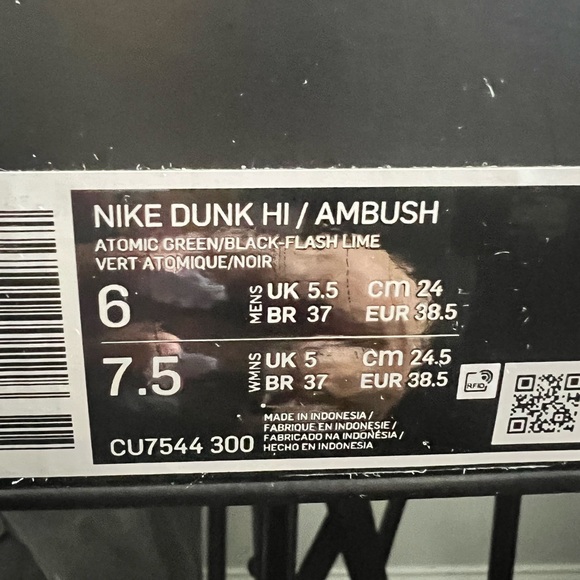 NIKE DUNK HI / AMBUSH
ATOMIC GREEN/BLACK-FLASH LIME
VERT ATOMIQUE/NOIR
6 MENS UK 5.5 cm 24
BR 37 EUR 38.5
7.5 WMNS UK 5 cm 24.5
BR 37 EUR 38.5
RFID
MADE IN INDONESIA /
FABRIQUE EN INDONESIE /
FABRICADO NA INDONÉSIA /
HECHO EN INDONESIA
CU7544 300